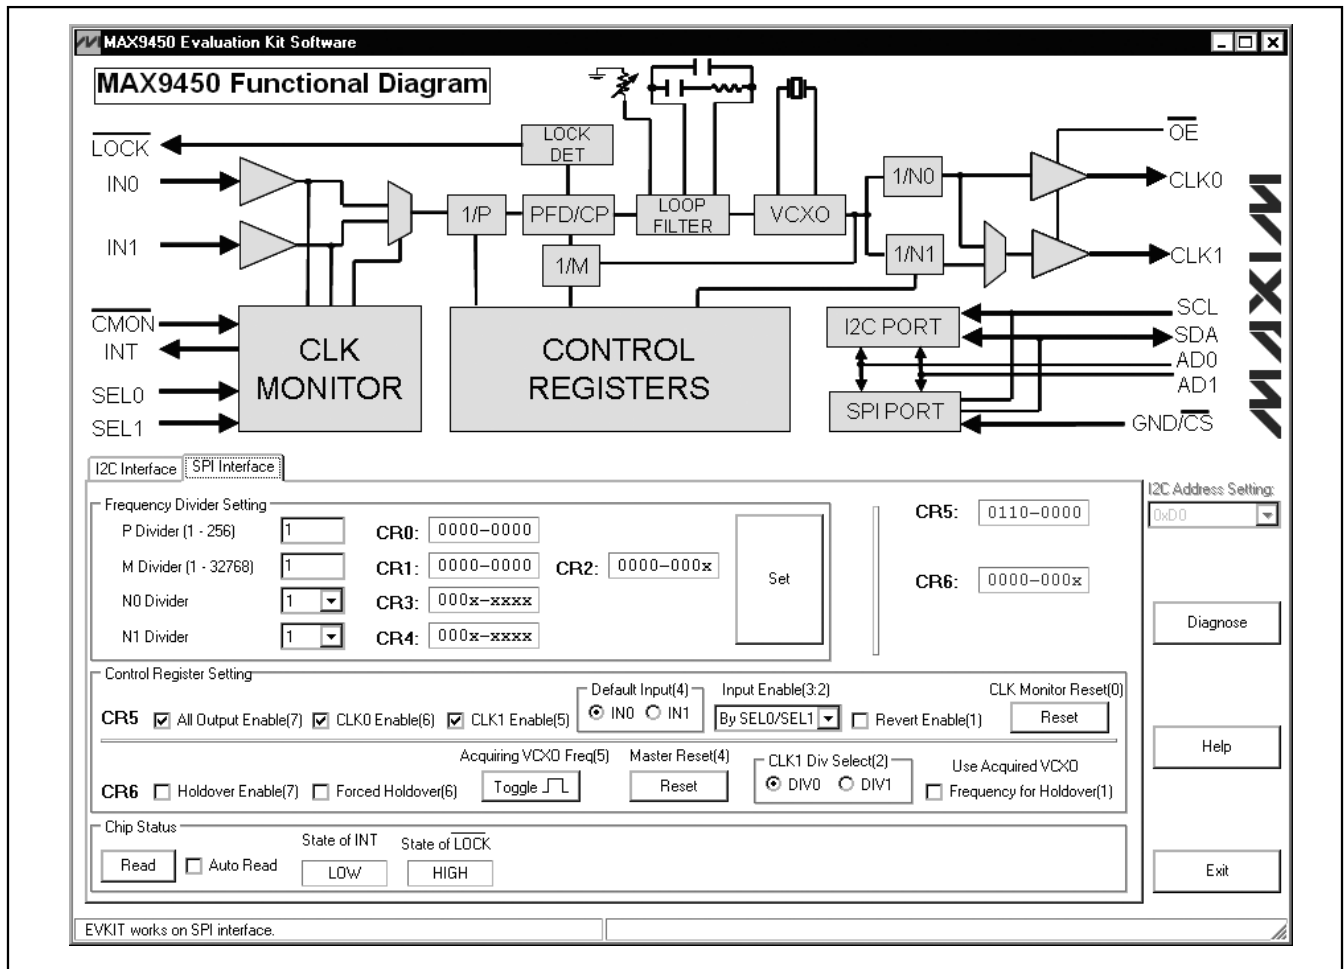 MAX9450 Evaluation Kit Software
MAX9450 Functional Diagram
LOCK
IN0
IN1
CMON
INT
SEL0
SEL1
LOCK
DET
1/P
PFD/CP
LOOP
FILTER
VCXO
1/M
1/N0
1/N1
OE
CLK0
CLK1
CLK
MONITOR
CONTROL
REGISTERS
I2C PORT
SPI PORT
SCL
SDA
AD0
AD1
GND/CS
MAXIM
I2C Interface SPI Interface
I2C Address Setting:
0xD0
Frequency Divider Setting
P Divider (1 - 256) 1 CR0: 0000-0000
M Divider (1 - 32768) 1 CR1: 0000-0000 CR2: 0000-000x
N0 Divider 1 CR3: 000x-xxxx
N1 Divider 1 CR4: 000x-xxxx
Set
CR5: 0110-0000
CR6: 0000-000x
Diagnose
Help
Exit
Control Register Setting
Default Input(4) Input Enable(3:2) CLK Monitor Reset(0)
CR5 All Output Enable(7) CLK0 Enable(6) CLK1 Enable(5) IN0 IN1 By SEL0/SEL1 Revert Enable(1) Reset
Acquiring VCXO Freq(5) Master Reset(4) CLK1 Div Select(2) Use Acquired VCXO
CR6 Holdover Enable(7) Forced Holdover(6) Toggle Reset DIV0 DIV1 Frequency for Holdover(1)
Chip Status
State of INT State of LOCK
Read Auto Read LOW HIGH
EVKIT works on SPI interface.